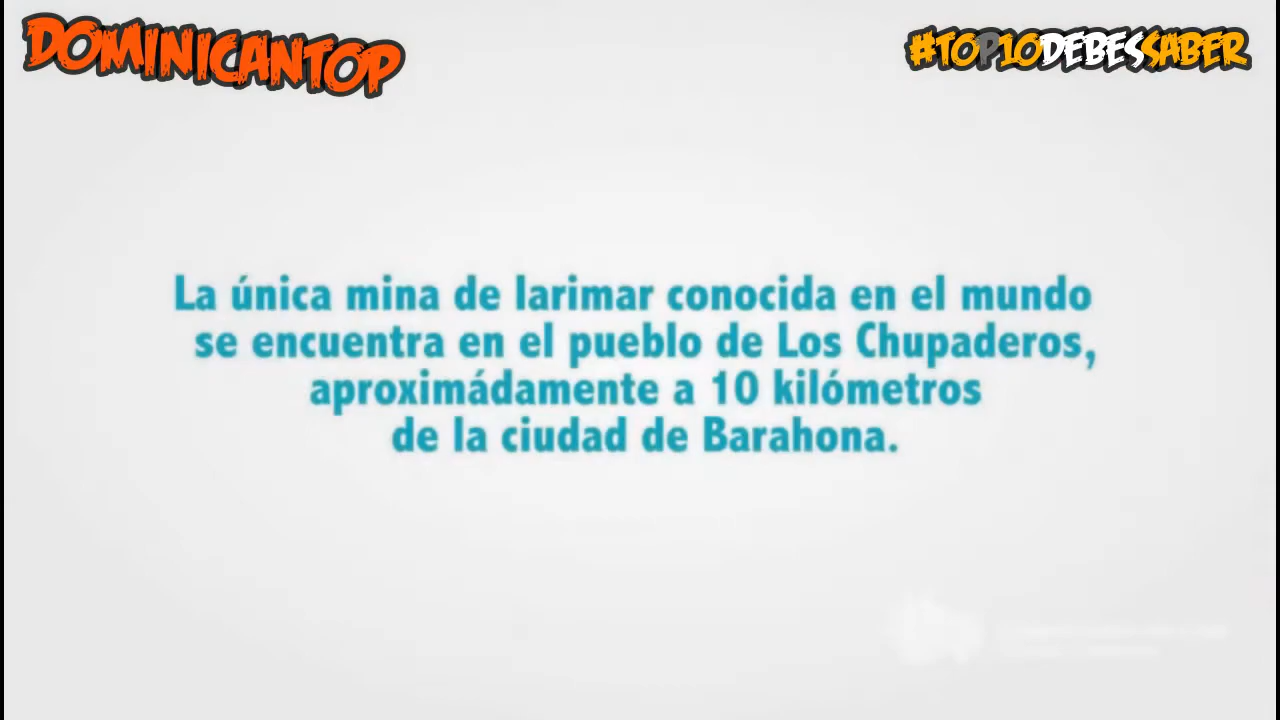 DOMINICANTOP
#TOP10DEBESSABER
La única mina de larimar conocida en el mundo
se encuentra en el pueblo de Los Chupaderos,
aproximádamente a 10 kilómetros
de la ciudad de Barahona.